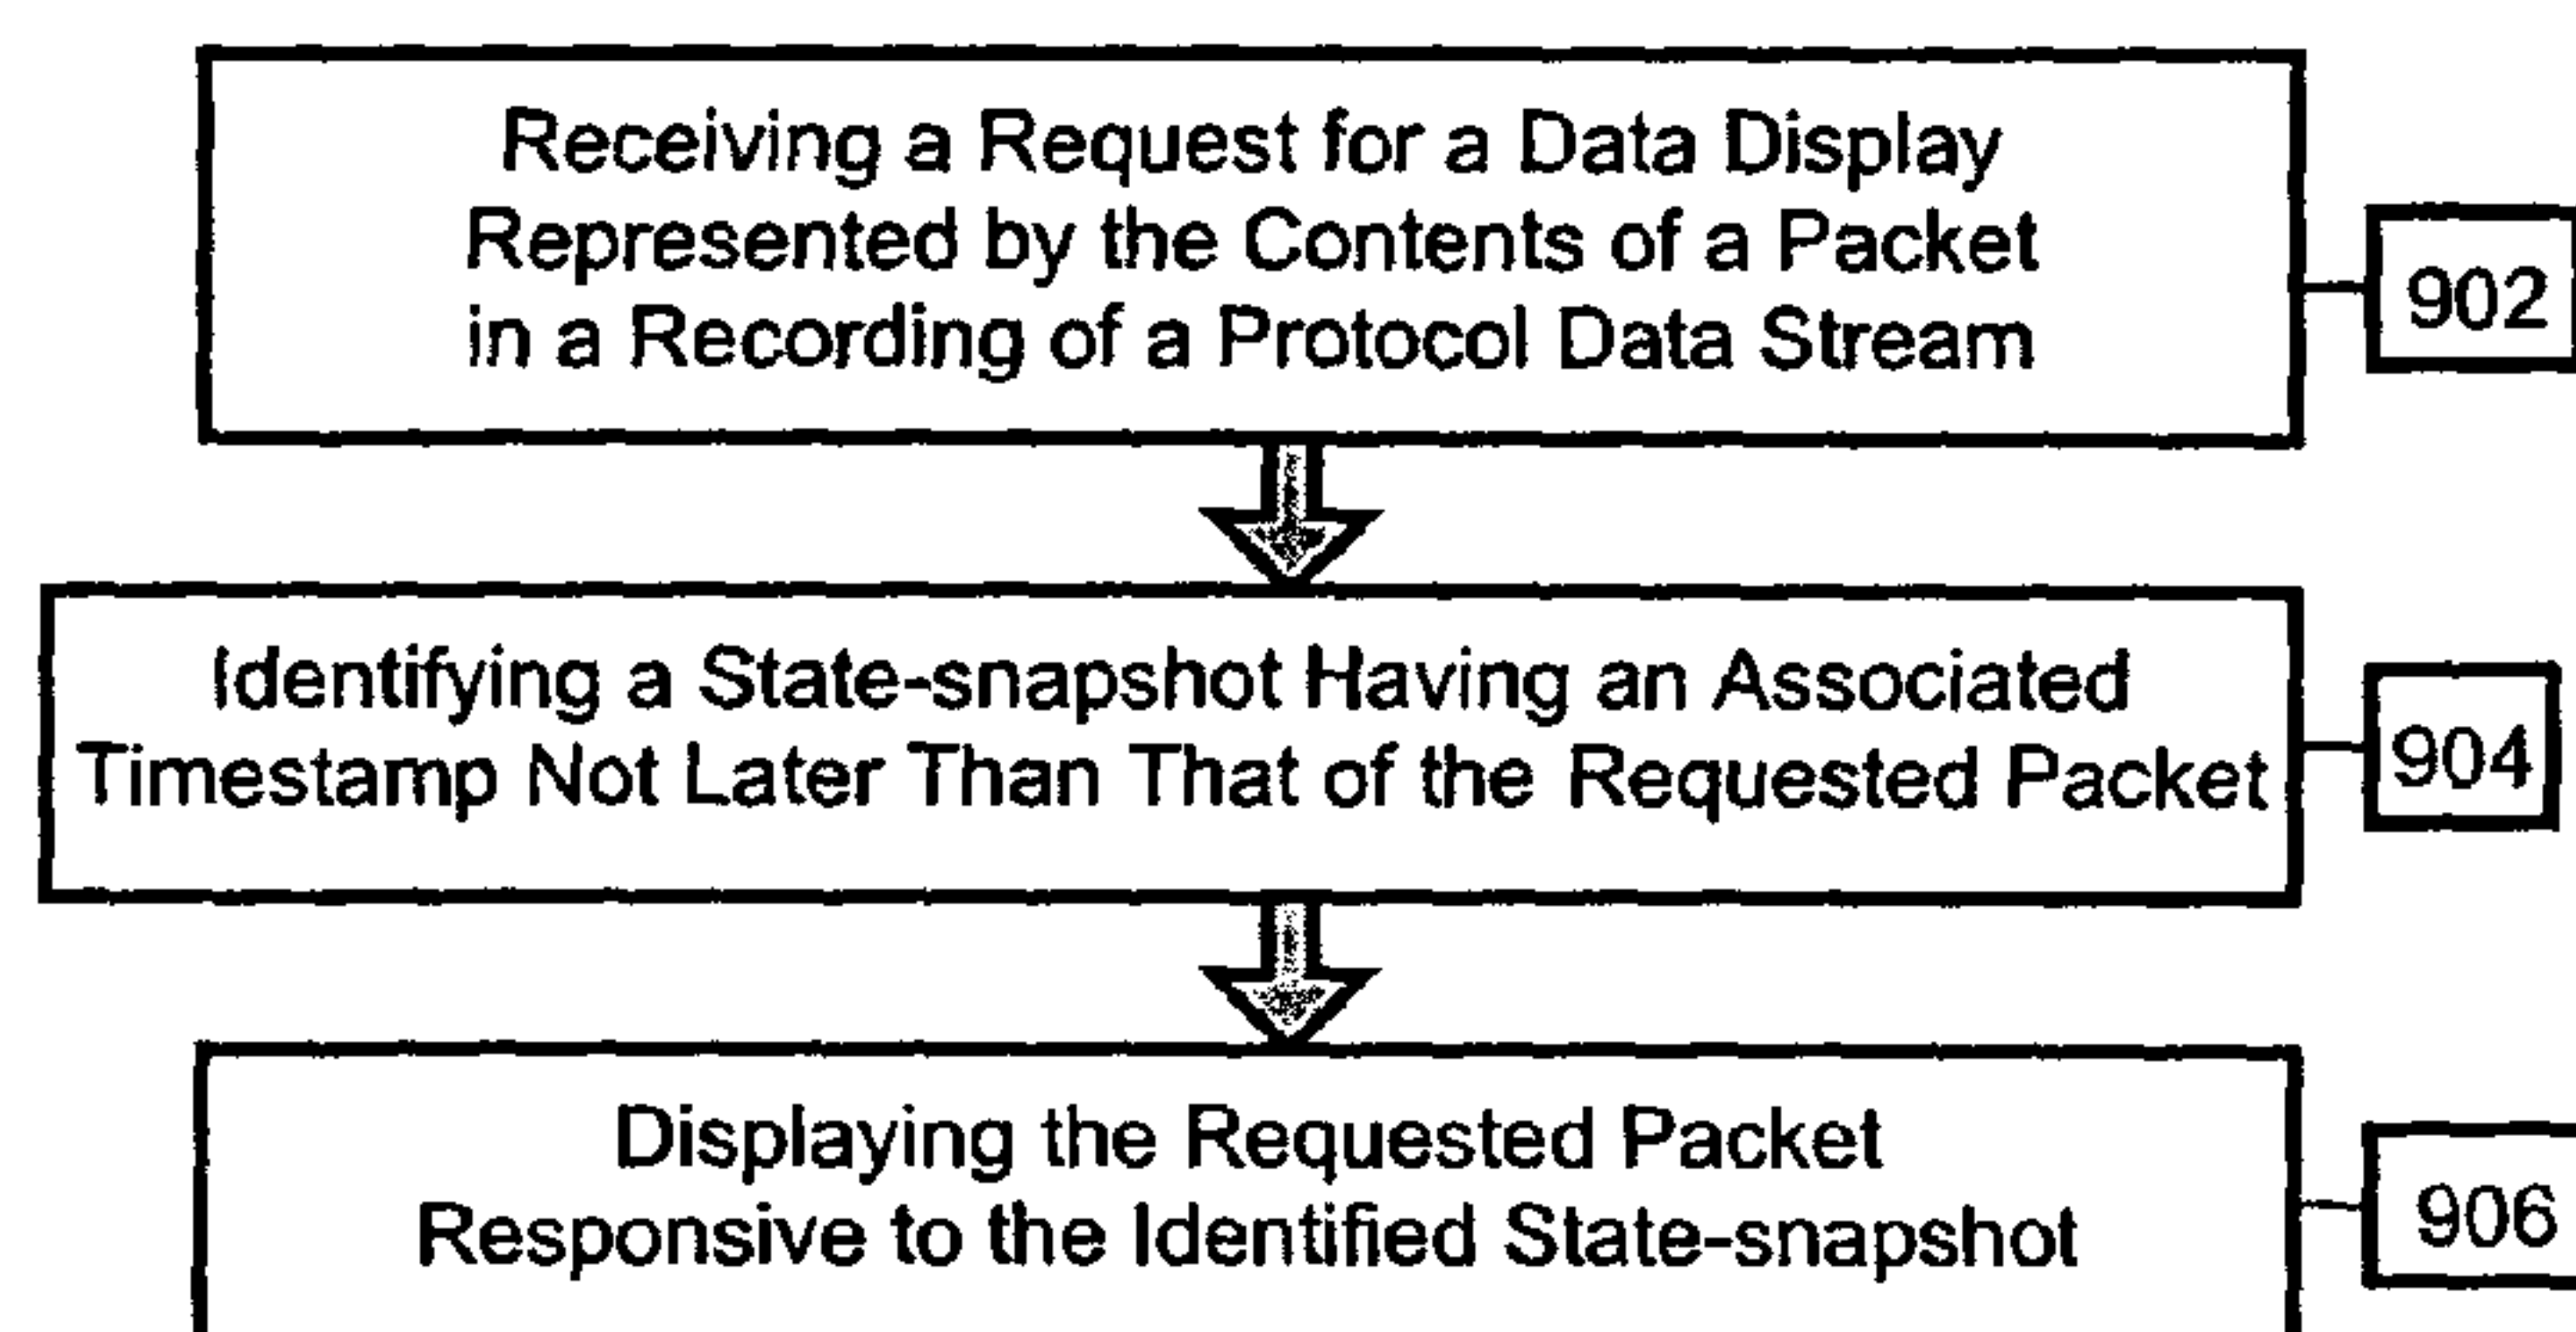 Receiving a Request for a Data Display
Represented by the Contents of a Packet
in a Recording of a Protocol Data Stream
902
Identifying a State-snapshot Having an Associated
Timestamp Not Later Than That of the Requested Packet
904
Displaying the Requested Packet
Responsive to the Identified State-snapshot
906